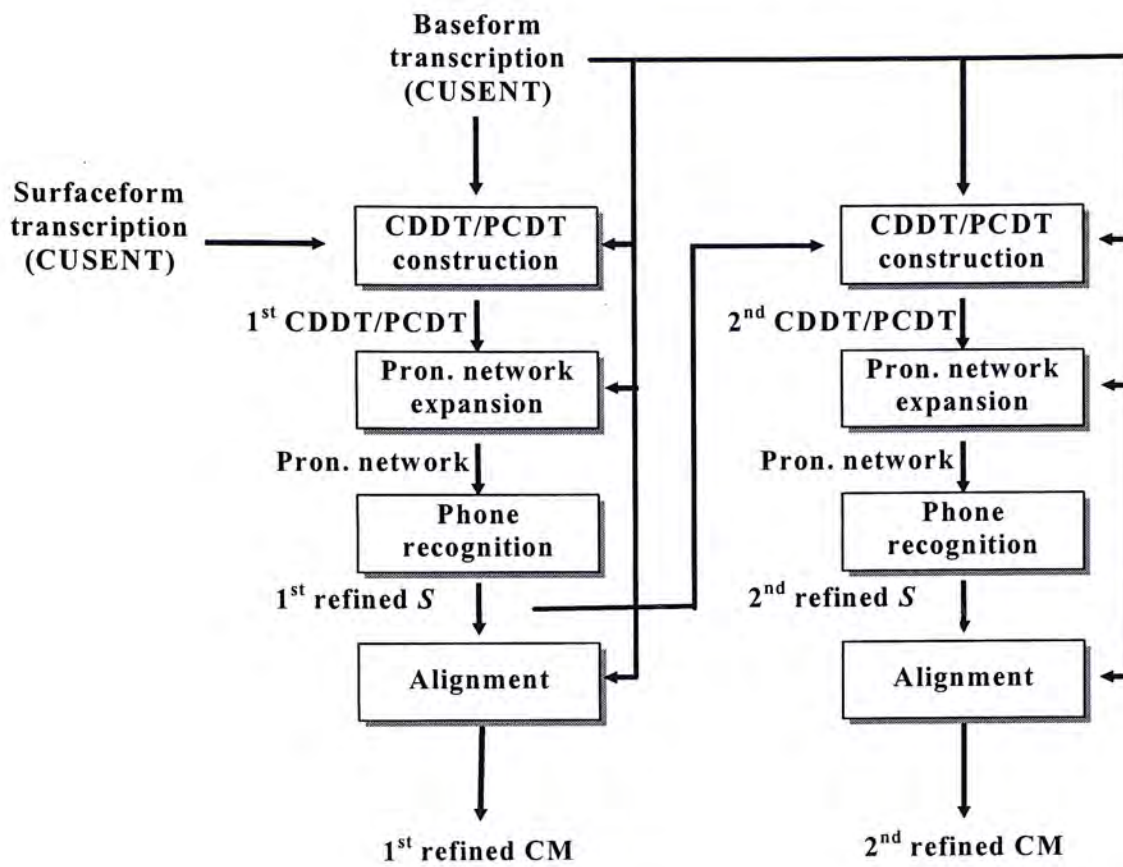 Baseform
transcription
(CUSENT)
Surfaceform
transcription
(CUSENT)
CDDT/PCDT
construction
1st CDDT/PCDT
Pron. network
expansion
Pron. network
Phone
recognition
1st refined S
Alignment
1st refined CM
CDDT/PCDT
construction
2nd CDDT/PCDT
Pron. network
expansion
Pron. network
Phone
recognition
2nd refined S
Alignment
2nd refined CM